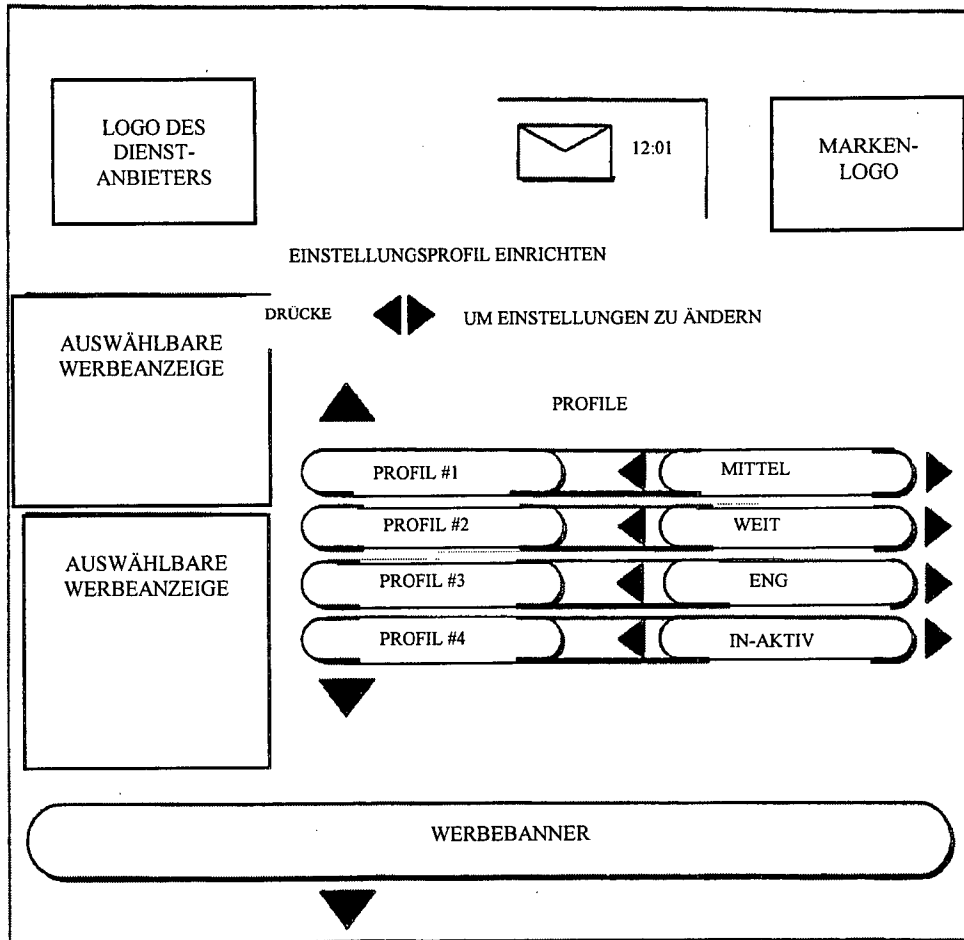 LOGO DES
DIENST-
ANBIETERS
12:01
MARKEN-
LOGO
EINSTELLUNGSPROFIL EINRICHTEN
DRÜCKE UM EINSTELLUNGEN ZU ÄNDERN
AUSWÄHLBARE
WERBEANZEIGE
PROFILE
PROFIL #1 MITTEL
PROFIL #2 WEIT
PROFIL #3 ENG
PROFIL #4 IN-AKTIV
AUSWÄHLBARE
WERBEANZEIGE
WERBEBANNER